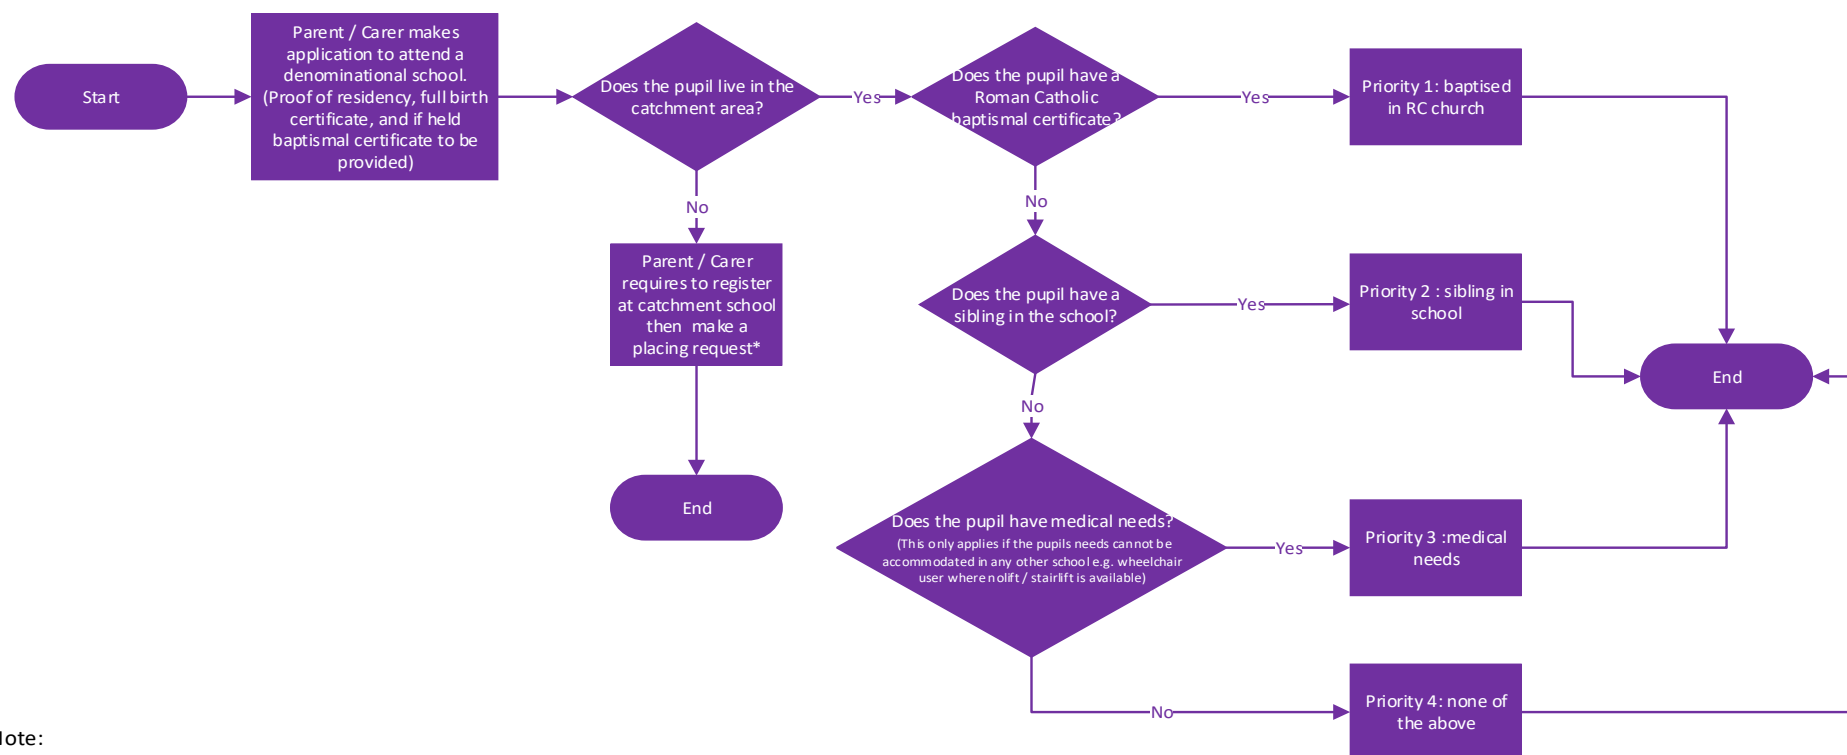 Start
Parent / Carer makes
application to attend a
denominational school.
(Proof of residency, full birth
certificate, and if held
baptismal certificate to be
provided)
Does the pupil live in the
catchment area?
Yes
Does the pupil have a
Roman Catholic
baptismal certificate?
Yes
Priority 1: baptised
in RC church
No
Parent / Carer
requires to register
at catchment school
then make a
placing request*
End
No
Does the pupil have a
sibling in the school?
Yes
Priority 2 : sibling in
school
End
No
Does the pupil have medical needs?
(This only applies if the pupils needs cannot be
accommodated in any other school e.g. wheelchair
user where no lift / stairlift is available)
Yes
Priority 3 :medical
needs
No
Priority 4: none of
the above
Note: